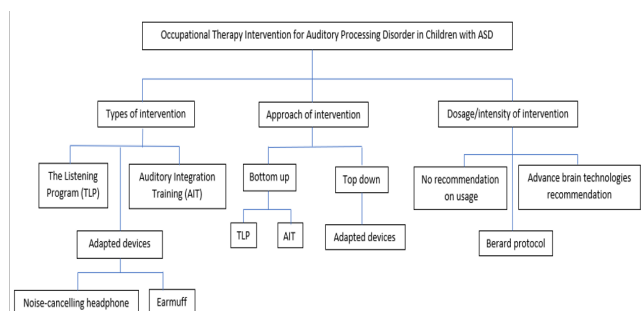 Occupational Therapy Intervention for Auditory Processing Disorder in Children with ASD
Types of intervention
Approach of intervention
Dosage/intensity of intervention
The Listening
Program (TLP)
Auditory Integration
Training (AIT)
Bottom up
Top down
No recommendation
on usage
Advance brain technologies
recommendation
Adapted devices
TLP
AIT
Adapted devices
Berard protocol
Noise-cancelling headphone
Earmuff